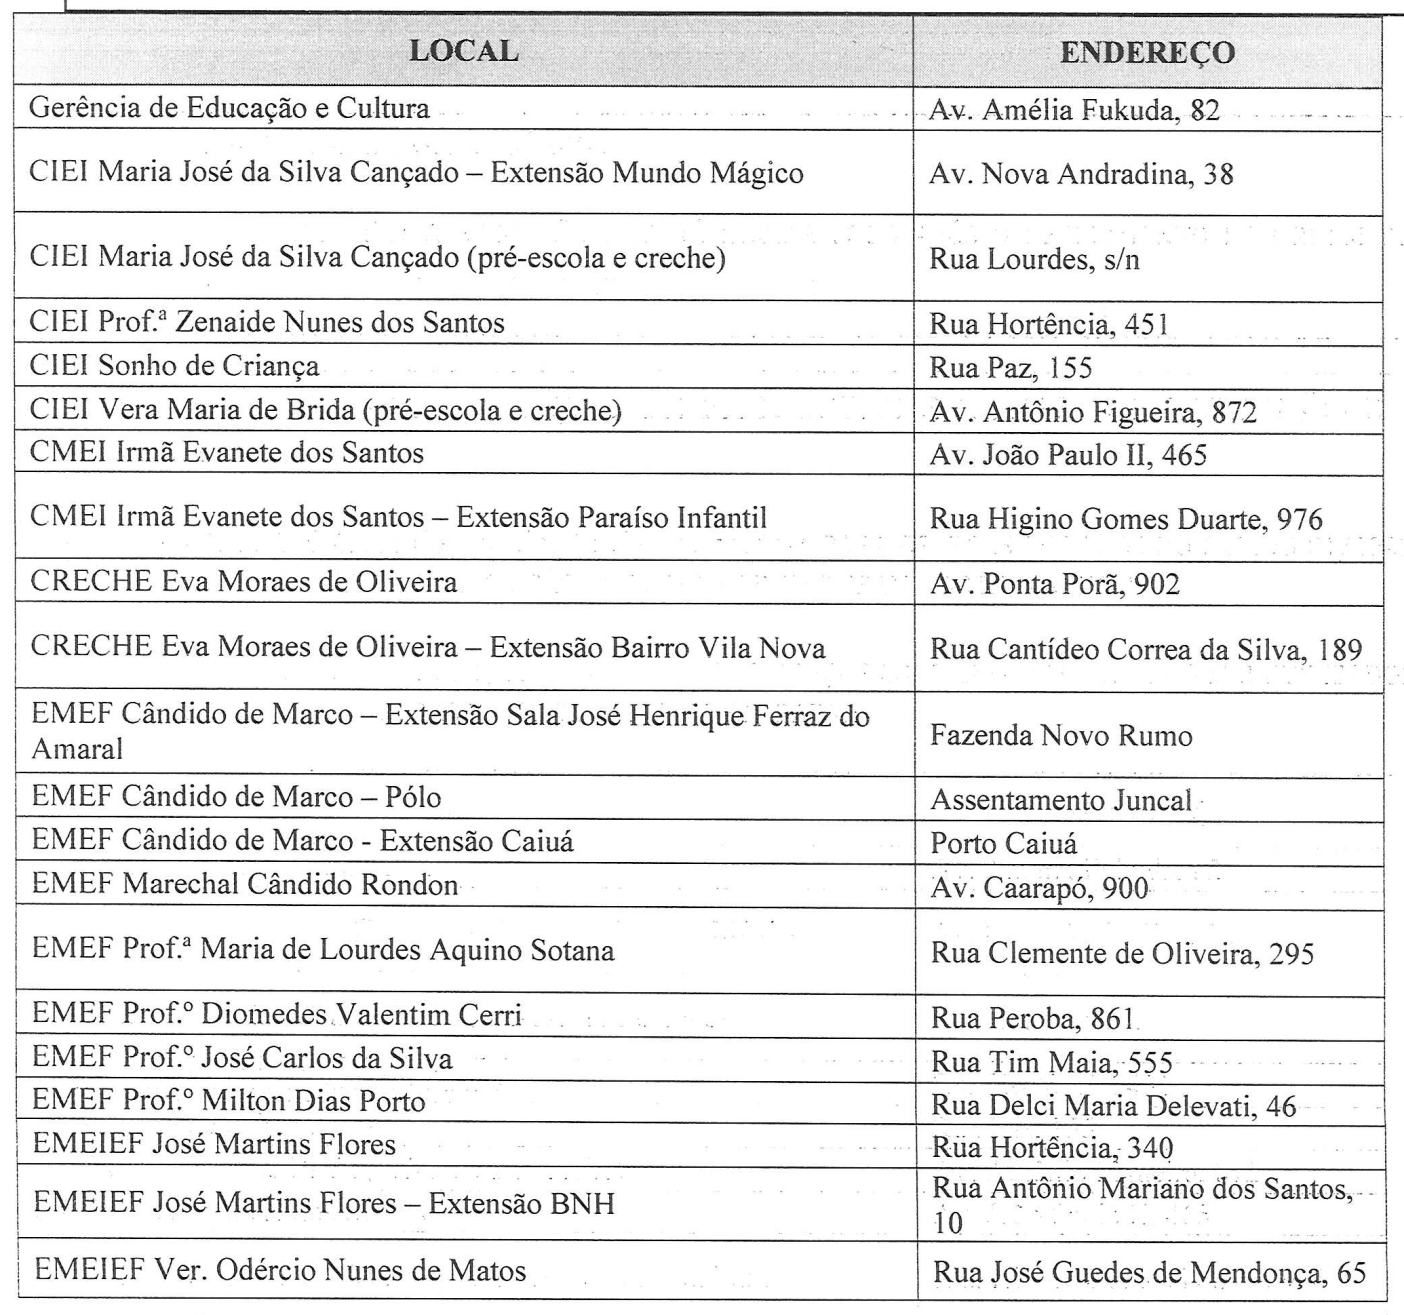 LOCAL ENDEREÇO
Gerência de Educação e Cultura Av. Amélia Fukuda, 82
CIEI Maria José da Silva Cançado – Extensão Mundo Mágico Av. Nova Andradina, 38
CIEI Maria José da Silva Cançado (pré-escola e creche) Rua Lourdes, s/n
CIEI Prof.ª Zenaide Nunes dos Santos Rua Hortência, 451
CIEI Sonho de Criança Rua Paz, 155
CIEI Vera Maria de Brida (pré-escola e creche) Av. Antônio Figueira, 872
CMEI Irmã Evanete dos Santos Av. João Paulo II, 465
CMEI Irmã Evanete dos Santos – Extensão Paraíso Infantil Rua Higino Gomes Duarte, 976
CRECHE Eva Moraes de Oliveira Av. Ponta Porã, 902
CRECHE Eva Moraes de Oliveira – Extensão Bairro Vila Nova Rua Cantídeo Correa da Silva, 189
EMEF Cândido de Marco – Extensão Sala José Henrique Ferraz do
Amaral
Fazenda Novo Rumo
EMEF Cândido de Marco – Pólo Assentamento Juncal
EMEF Cândido de Marco - Extensão Caiuá Porto Caiuá
EMEF Marechal Cândido Rondon Av. Caarapó, 900
EMEF Prof.ª Maria de Lourdes Aquino Sotana Rua Clemente de Oliveira, 295
EMEF Prof.º Diomedes Valentim Cerri Rua Peroba, 861
EMEF Prof.º José Carlos da Silva Rua Tim Maia, 555
EMEF Prof.º Milton Dias Porto Rua Delci Maria Delevati, 46
EMEIEF José Martins Flores Rua Hortência, 340
EMEIEF José Martins Flores – Extensão BNH Rua Antônio Mariano dos Santos,
10
EMEIEF Ver. Odércio Nunes de Matos Rua José Guedes de Mendonça, 65